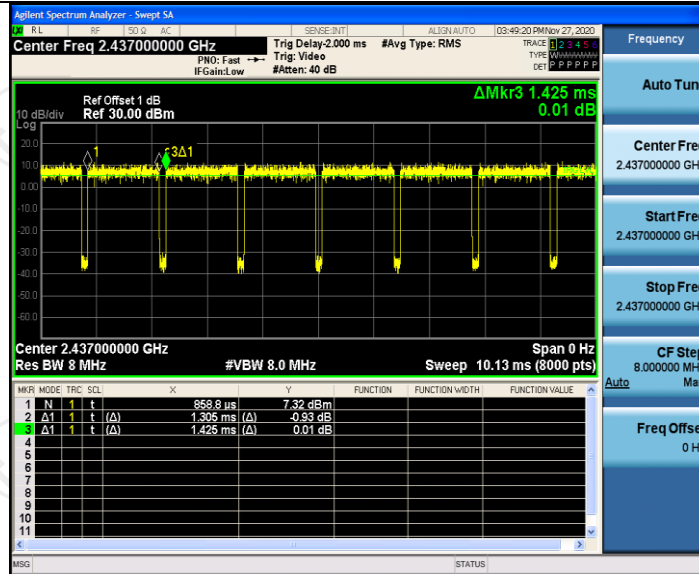 Agilent Spectrum Analyzer - Swept SA
RL RF 50 Ω AC SENSE:INT ALIGN AUTO 03:49:20 PM Nov 27, 2020
Center Freq 2.437000000 GHz
PNO: Fast
IFGain:Low
Trig Delay-2.000 ms
Trig: Video
#Atten: 40 dB
#Avg Type: RMS
TRACE 1 2 3 4 5 6
TYPE WWWWWW
DET P P P P P P
Ref Offset 1 dB
10 dB/div Ref 30.00 dBm
Log
ΔMkr3 1.425 ms
0.01 dB
20.0
10.0
0.00
-10.0
-20.0
-30.0
-40.0
-50.0
-60.0
1
3Δ1
Center 2.437000000 GHz Span 0 Hz
Res BW 8 MHz #VBW 8.0 MHz Sweep 10.13 ms (8000 pts)
MKR MODE TRC SCL X Y FUNCTION FUNCTION WIDTH FUNCTION VALUE
1 N 1 t 858.8 us 7.32 dBm
2 Δ1 1 t (Δ) 1.305 ms (Δ) -0.93 dB
3 Δ1 1 t (Δ) 1.425 ms (Δ) 0.01 dB
4
5
6
7
8
9
10
11
MSG STATUS
Frequency
Auto Tun
Center Fre
2.437000000 GH
Start Fre
2.437000000 GH
Stop Fre
2.437000000 GH
CF Ste
8.000000 MH
Auto Ma
Freq Offse
0 H